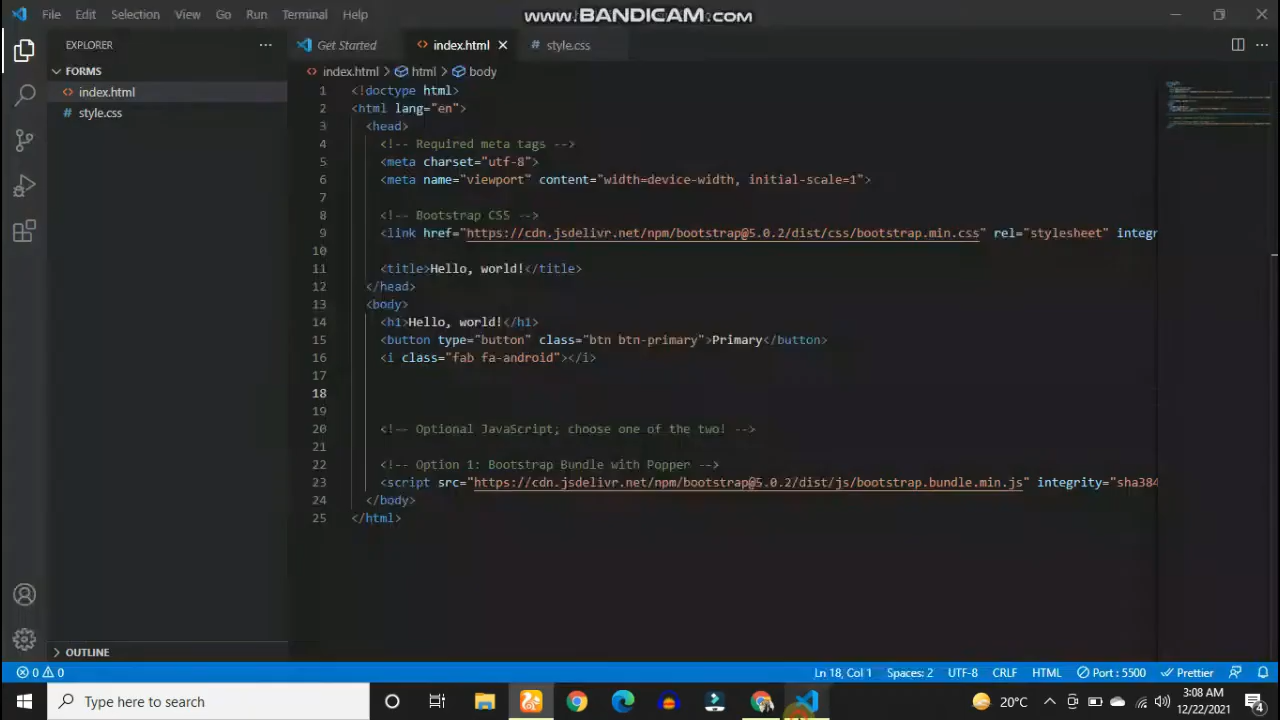 File Edit Selection View Go Run Terminal Help
www.BANDICAM.com
EXPLORER
Get Started
index.html
style.css
FORMS
index.html
style.css
index.html > html > body
1 <!doctype html>
2 <html lang="en">
3 <head>
4 <!-- Required meta tags -->
5 <meta charset="utf-8">
6 <meta name="viewport" content="width=device-width, initial-scale=1">
7
8 <!-- Bootstrap CSS -->
9 <link href="https://cdn.jsdelivr.net/npm/bootstrap@5.0.2/dist/css/bootstrap.min.css" rel="stylesheet" integr
10
11 <title>Hello, world!</title>
12 </head>
13 <body>
14 <h1>Hello, world!</h1>
15 <button type="button" class="btn btn-primary">Primary</button>
16 <i class="fab fa-android"></i>
17
18
19
20 <!-- Optional JavaScript; choose one of the two! -->
21
22 <!-- Option 1: Bootstrap Bundle with Popper -->
23 <script src="https://cdn.jsdelivr.net/npm/bootstrap@5.0.2/dist/js/bootstrap.bundle.min.js" integrity="sha384
24 </body>
25 </html>
OUTLINE
0 0
Ln 18, Col 1 Spaces: 2 UTF-8 CRLF HTML Port : 5500 Prettier
Type here to search
20°C
3:08 AM
12/22/2021
4